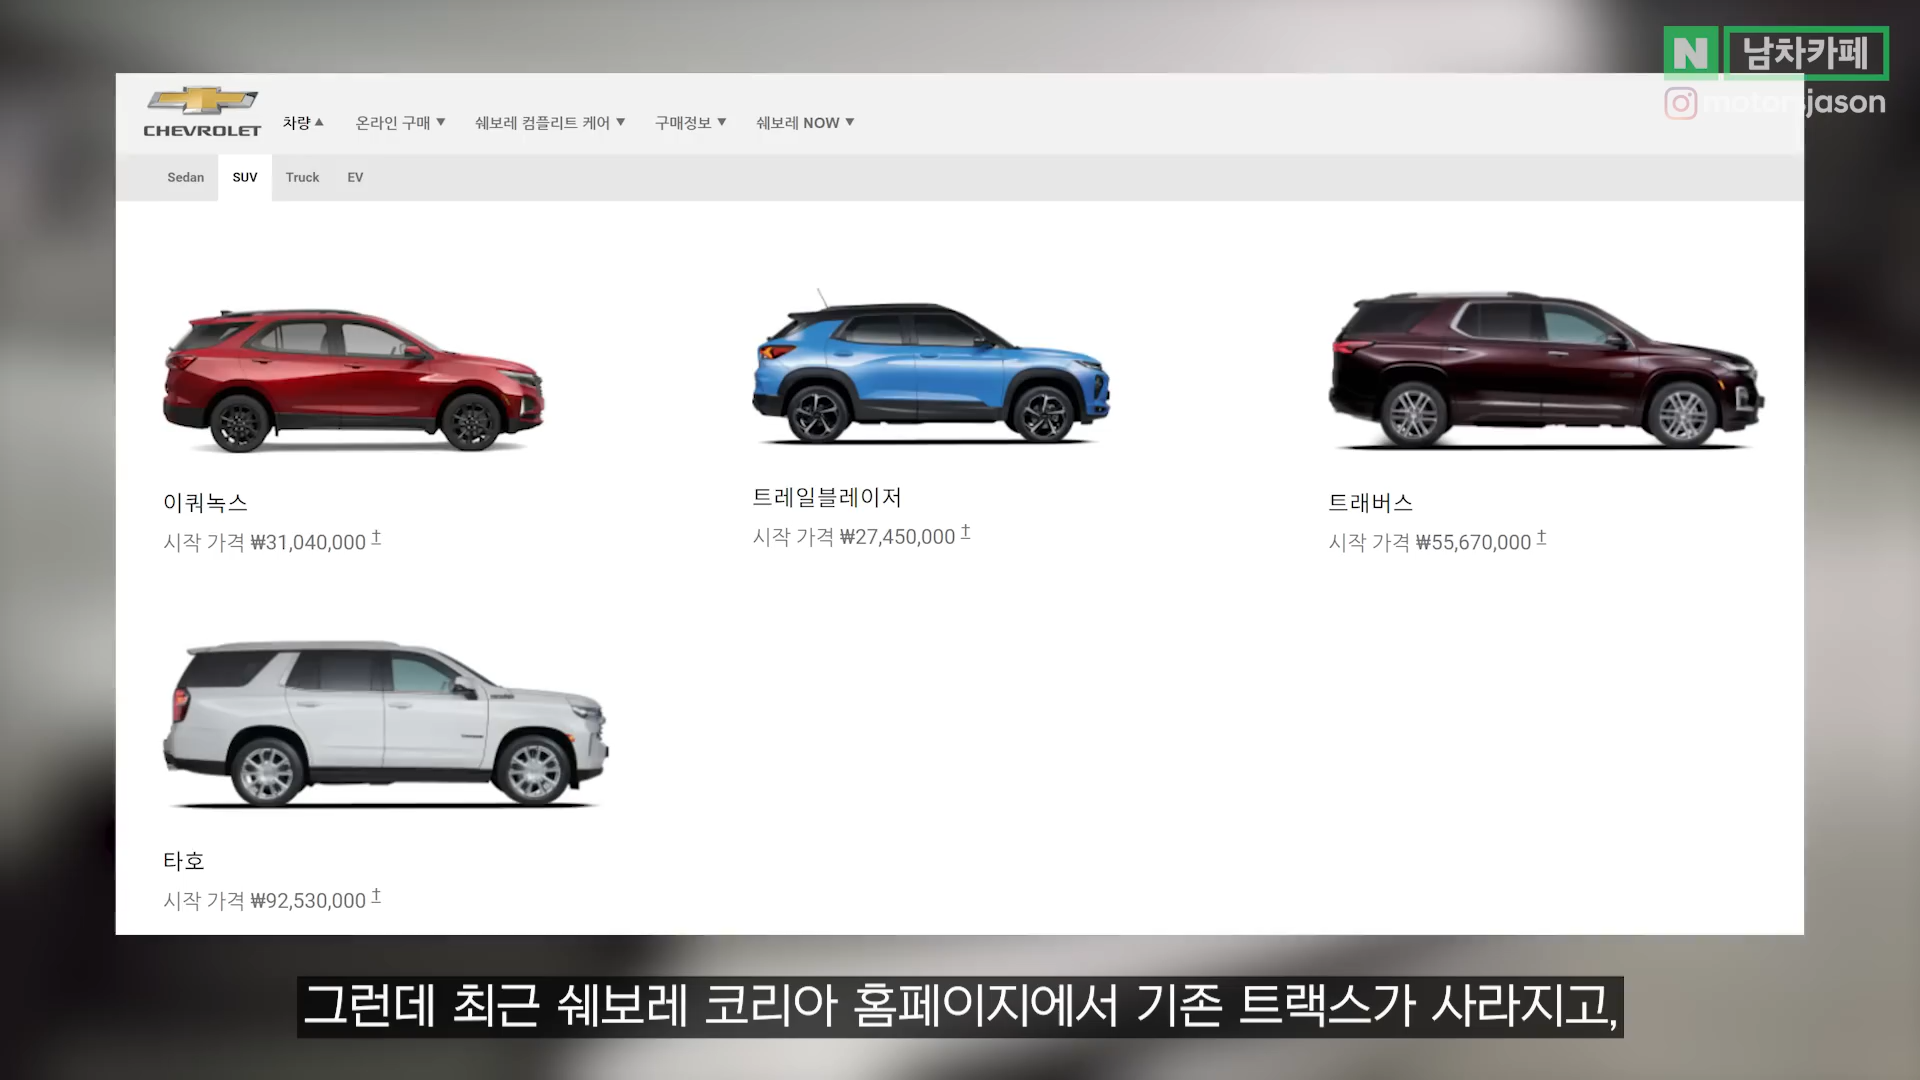 N 남차카페
motorsjason
CHEVROLET
차량▲ 온라인 구매▼ 쉐보레 컴플리트 케어▼ 구매정보▼ 쉐보레 NOW▼
Sedan SUV Truck EV
이쿼녹스
시작 가격 ₩31,040,000 ±
트레일블레이저
시작 가격 ₩27,450,000 ±
트래버스
시작 가격 ₩55,670,000 ±
타호
시작 가격 ₩92,530,000 ±
그런데 최근 쉐보레 코리아 홈페이지에서 기존 트랙스가 사라지고,